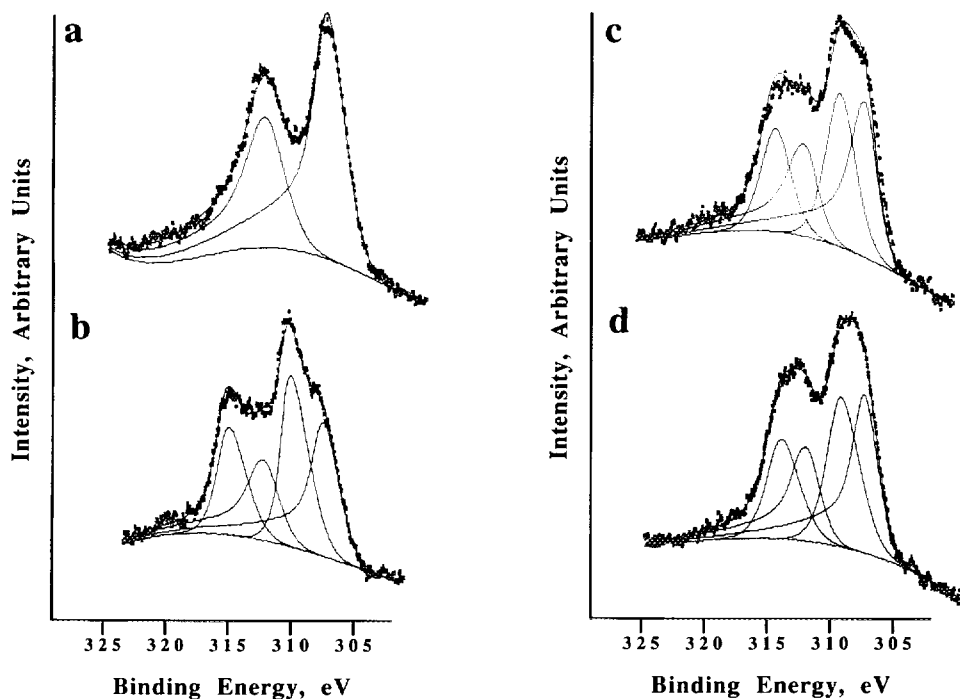 a
b
Intensity, Arbitrary Units
325 320 315 310 305
Binding Energy, eV
c
d
Intensity, Arbitrary Units
325 320 315 310 305
Binding Energy, eV